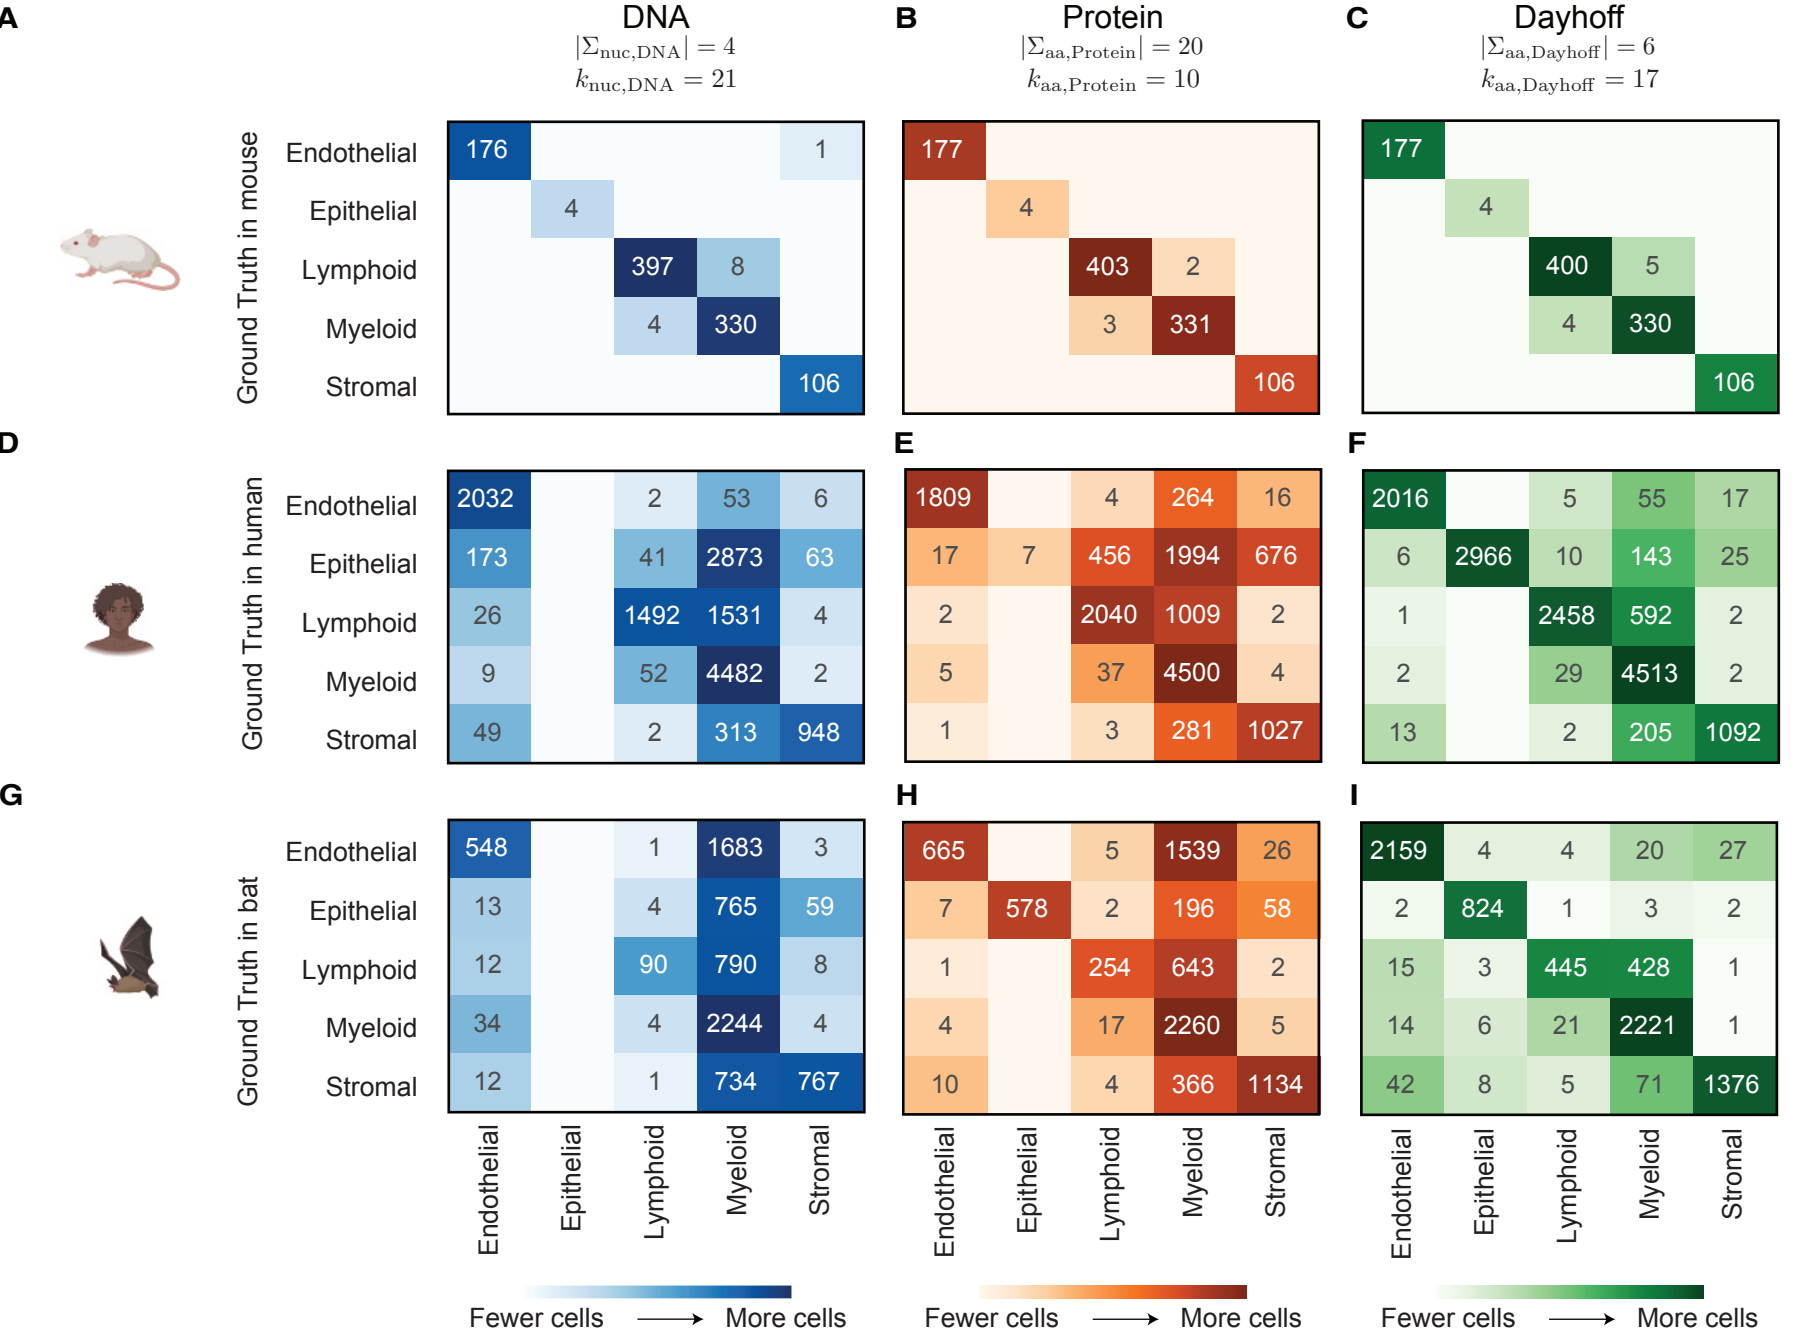 A DNA B Protein C Dayhoff
|Σnuc,DNA| = 4 |Σaa,Protein| = 20 |Σaa,Dayhoff| = 6
knuc,DNA = 21 kaa,Protein = 10 kaa,Dayhoff = 17
Ground Truth in mouse
Endothelial 176 1 177 177
Epithelial 4 4 4
Lymphoid 397 8 403 2 400 5
Myeloid 4 330 3 331 4 330
Stromal 106 106 106
D E F
Ground Truth in human
Endothelial 2032 2 53 6 1809 4 264 16 2016 5 55 17
Epithelial 173 41 2873 63 17 7 456 1994 676 6 2966 10 143 25
Lymphoid 26 1492 1531 4 2 2040 1009 2 1 2458 592 2
Myeloid 9 52 4482 2 5 37 4500 4 2 29 4513 2
Stromal 49 2 313 948 1 3 281 1027 13 2 205 1092
G H I
Ground Truth in bat
Endothelial 548 1 1683 3 665 5 1539 26 2159 4 4 20 27
Epithelial 13 4 765 59 7 578 2 196 58 2 824 1 3 2
Lymphoid 12 90 790 8 1 254 643 2 15 3 445 428 1
Myeloid 34 4 2244 4 4 17 2260 5 14 6 21 2221 1
Stromal 12 1 734 767 10 4 366 1134 42 8 5 71 1376
Endothelial Epithelial Lymphoid Myeloid Stromal Endothelial Epithelial Lymphoid Myeloid Stromal Endothelial Epithelial Lymphoid Myeloid Stromal
Fewer cells → More cells Fewer cells → More cells Fewer cells → More cells